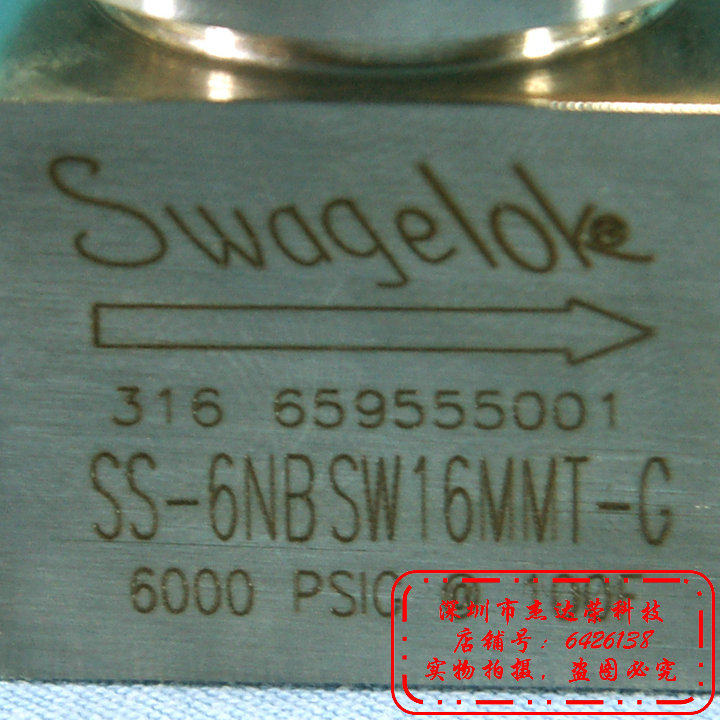 Swagelok®
316 659555001
SS-6NBSW16MMT-G
6000 PSIG @ 100F
深圳市杰达荣科技
店铺号：6426138
实物拍摄，盗图必究